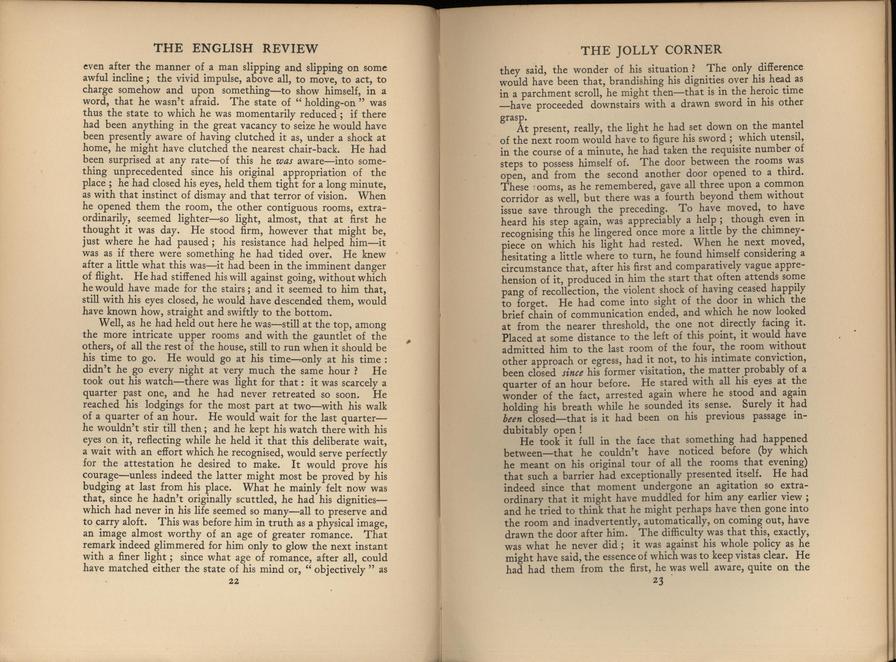 THE ENGLISH REVIEW
even after the manner of a man slipping and slipping on some
awful incline ; the vivid impulse, above all, to move, to act, to
charge somehow and upon something—to show himself, in a
word, that he wasn't afraid. The state of " holding-on " was
thus the state to which he was momentarily reduced ; if there
had been anything in the great vacancy to seize he would have
been presently aware of having clutched it as, under a shock at
home, he might have clutched the nearest chair-back. He had
been surprised at any rate—of this he was aware—into some-
thing unprecedented since his original appropriation of the
place ; he had closed his eyes, held them tight for a long minute,
as with that instinct of dismay and that terror of vision. When
he opened them the room, the other contiguous rooms, extra-
ordinarily, seemed lighter—so light, almost, that at first he
thought it was day. He stood firm, however that might be,
just where he had paused ; his resistance had helped him—it
was as if there were something he had tided over. He knew
after a little what this was—it had been in the imminent danger
of flight. He had stiffened his will against going, without which
he would have made for the stairs ; and it seemed to him that,
still with his eyes closed, he would have descended them, would
have known how, straight and swiftly to the bottom.
Well, as he had held out here he was—still at the top, among
the more intricate upper rooms and with the gauntlet of the
others, of all the rest of the house, still to run when it should be
his time to go. He would go at his time—only at his time :
didn't he go every night at very much the same hour ? He
took out his watch—there was light for that : it was scarcely a
quarter past one, and he had never retreated so soon. He
reached his lodgings for the most part at two—with his walk
of a quarter of an hour. He would wait for the last quarter—
he wouldn't stir till then ; and he kept his watch there with his
eyes on it, reflecting while he held it that this deliberate wait,
a wait with an effort which he recognised, would serve perfectly
for the attestation he desired to make. It would prove his
courage—unless indeed the latter might most be proved by his
budging at last from his place. What he mainly felt now was
that, since he hadn't originally scuttled, he had his dignities—
which had never in his life seemed so many—all to preserve and
to carry aloft. This was before him in truth as a physical image,
an image almost worthy of an age of greater romance. That
remark indeed glimmered for him only to glow the next instant
with a finer light ; since what age of romance, after all, could
have matched either the state of his mind or, " objectively " as
22
THE JOLLY CORNER
they said, the wonder of his situation ? The only difference
would have been that, brandishing his dignities over his head as
in a parchment scroll, he might then—that is in the heroic time
—have proceeded downstairs with a drawn sword in his other
grasp.
At present, really, the light he had set down on the mantel
of the next room would have to figure his sword ; which utensil,
in the course of a minute, he had taken the requisite number of
steps to possess himself of. The door between the rooms was
open, and from the second another door opened to a third.
These rooms, as he remembered, gave all three upon a common
corridor as well, but there was a fourth beyond them without
issue save through the preceding. To have moved, to have
heard his step again, was appreciably a help ; though even in
recognising this he lingered once more a little by the chimney-
piece on which his light had rested. When he next moved,
hesitating a little where to turn, he found himself considering a
circumstance that, after his first and comparatively vague appre-
hension of it, produced in him the start that often attends some
pang of recollection, the violent shock of having ceased happily
to forget. He had come into sight of the door in which the
brief chain of communication ended, and which he now looked
at from the nearer threshold, the one not directly facing it.
Placed at some distance to the left of this point, it would have
admitted him to the last room of the four, the room without
other approach or egress, had it not, to his intimate conviction,
been closed since his former visitation, the matter probably of a
quarter of an hour before. He stared with all his eyes at the
wonder of the fact, arrested again where he stood and again
holding his breath while he sounded its sense. Surely it had
been closed—that is it had been on his previous passage in-
dubitably open !
He took it full in the face that something had happened
between—that he couldn't have noticed before (by which
he meant on his original tour of all the rooms that evening)
that such a barrier had exceptionally presented itself. He had
indeed since that moment undergone an agitation so extra-
ordinary that it might have muddled for him any earlier view ;
and he tried to think that he might perhaps have then gone into
the room and inadvertently, automatically, on coming out, have
drawn the door after him. The difficulty was that this, exactly,
was what he never did ; it was against his whole policy as he
might have said, the essence of which was to keep vistas clear. He
had had them from the first, he was well aware, quite on the
23